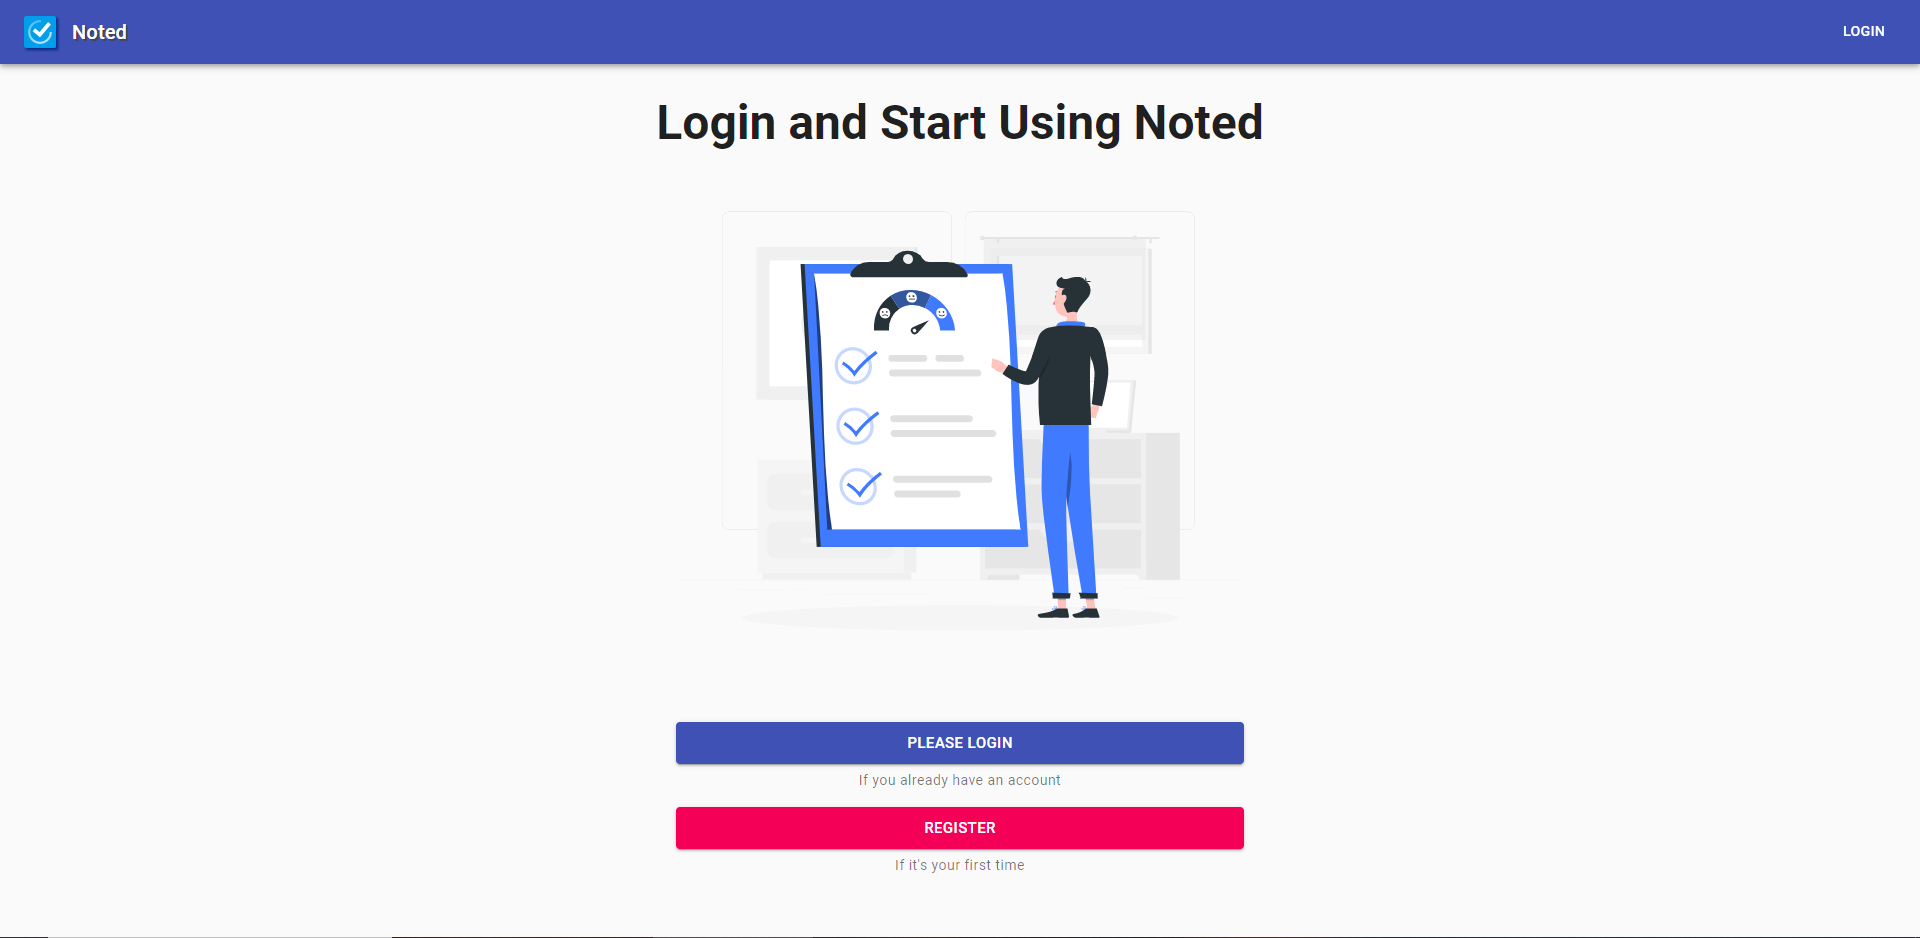 Noted
LOGIN
Login and Start Using Noted
PLEASE LOGIN
If you already have an account
REGISTER
If it's your first time